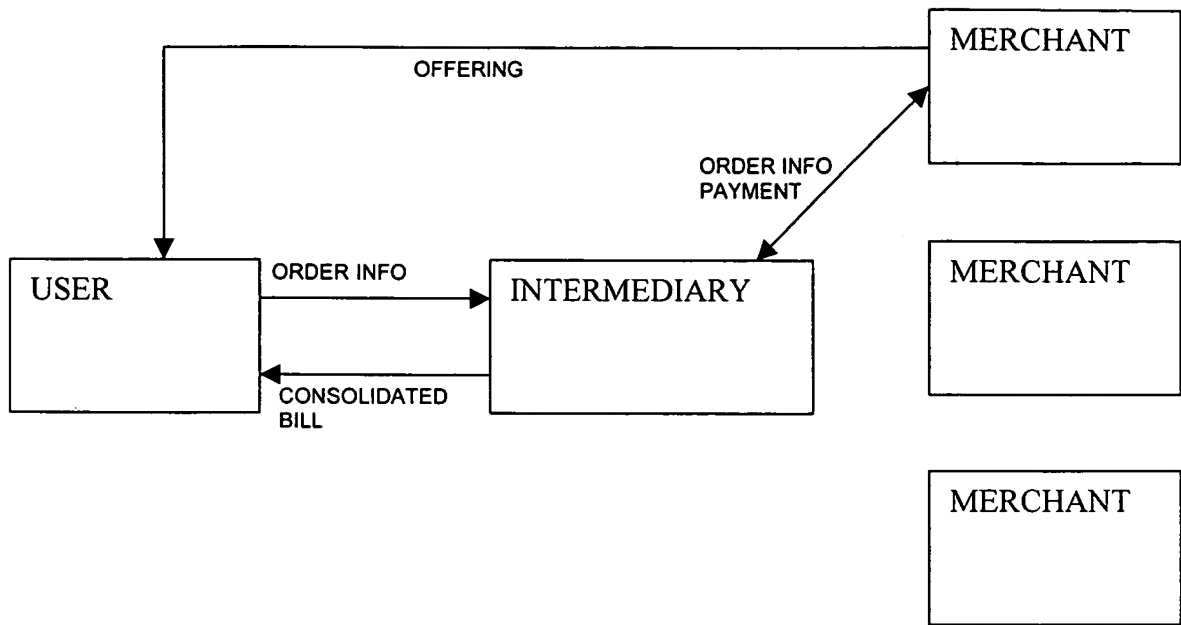 MERCHANT
OFFERING
ORDER INFO
PAYMENT
USER
ORDER INFO
INTERMEDIARY
MERCHANT
CONSOLIDATED
BILL
MERCHANT